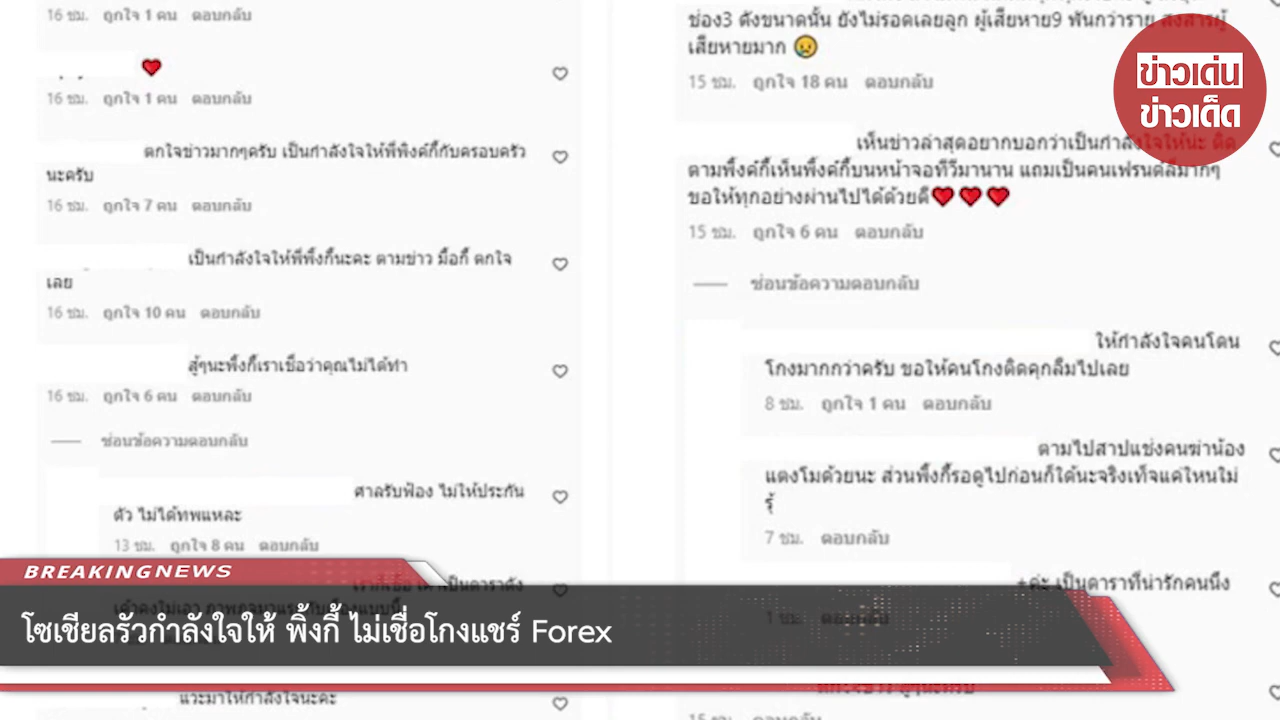 16 ชม. ถูกใจ 1 คน ตอบกลับ
16 ชม. ถูกใจ 1 คน ตอบกลับ
ตกใจข่าวมากๆครับ เป็นกำลังใจให้พี่พิงค์กี้กับครอบครัว
นะครับ
16 ชม. ถูกใจ 7 คน ตอบกลับ
เป็นกำลังใจให้พี่พิ้งกี้นะคะ ตามข่าว มื้อกี้ ตกใจ
เลย
16 ชม. ถูกใจ 10 คน ตอบกลับ
สู้ๆนะพิ้งกี้เราเชื่อว่าคุณไม่ได้ทำ
16 ชม. ถูกใจ 6 คน ตอบกลับ
ซ่อนข้อความตอบกลับ
ศาลรับฟ้อง ไม่ให้ประกัน
ตัว ไม่ได้ทพแหละ
13 ชม. ถูกใจ 8 คน ตอบกลับ
แวะมาให้กำลังใจนะคะ
ช่อง3 ดังขนาดนั้น ยังไม่รอดเลยลูก ผู้เสียหาย9 พันกว่าราย สงสารผู้
เสียหายมาก 😢
15 ชม. ถูกใจ 18 คน ตอบกลับ
เห็นข่าวล่าสุดอยากบอกว่าเป็นกำลังใจให้น่ะ ติด
ตามพิ้งค์กี้เห็นพิ้งค์กี้บนหน้าจอทีวีมานาน แถมเป็นคนเฟรนด์ลี่มากๆ
ขอให้ทุกอย่างผ่านไปได้ด้วยดี❤️❤️❤️
15 ชม. ถูกใจ 6 คน ตอบกลับ
ซ่อนข้อความตอบกลับ
ให้กำลังใจคนโดน
โกงมากกว่าครับ ขอให้คนโกงติดคุกลืมไปเลย
8 ชม. ถูกใจ 1 คน ตอบกลับ
ตามไปสาปแช่งคนฆ่าน้อง
แตงโมด้วยนะ ส่วนพิ้งกี้รอดูไปก่อนก็ได้นะจริงเท็จแค่ไหนไม่
รู้
7 ชม. ตอบกลับ
ค่ะ เป็นดาราที่น่ารักคนนึง
1 ชม. ตอบกลับ
15 ชม. ตอบกลับ
ข่าวเด่น
ข่าวเด็ด
BREAKING NEWS
โซเชียลรัวกำลังใจให้ พิ้งกี้ ไม่เชื่อโกงแชร์ Forex